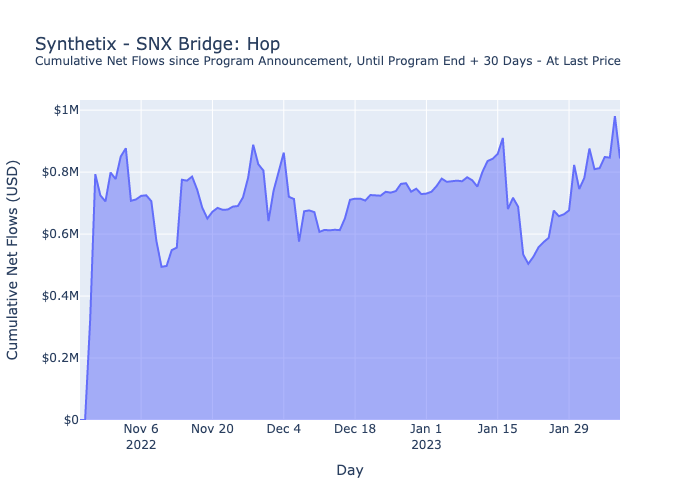 Synthetix - SNX Bridge: Hop
Cumulative Net Flows since Program Announcement, Until Program End + 30 Days - At Last Price
$1M
$0.8M
$0.6M
$0.4M
$0.2M
$0
Cumulative Net Flows (USD)
Nov 6 Nov 20 Dec 4 Dec 18 Jan 1 Jan 15 Jan 29
2022 2023
Day